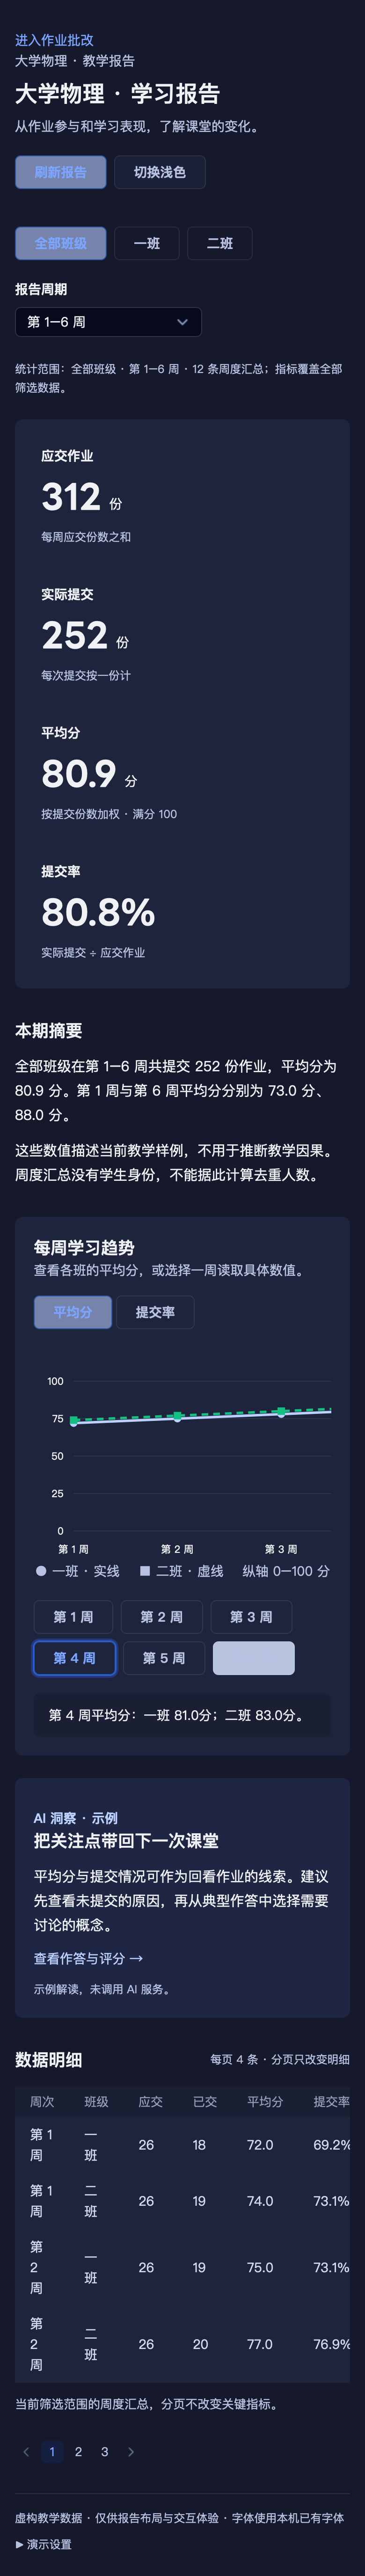 进入作业批改
大学物理 · 教学报告
大学物理 · 学习报告
从作业参与和学习表现，了解课堂的变化。
刷新报告 切换浅色
全部班级 一班 二班
报告周期
第 1—6 周
统计范围：全部班级 · 第 1—6 周 · 12 条周度汇总；指标覆盖全部
筛选数据。
应交作业
312 份
每周应交份数之和
实际提交
252 份
每次提交按一份计
平均分
80.9 分
按提交份数加权 · 满分 100
提交率
80.8%
实际提交 ÷ 应交作业
本期摘要
全部班级在第 1—6 周共提交 252 份作业，平均分为
80.9 分。第 1 周与第 6 周平均分分别为 73.0 分、
88.0 分。
这些数值描述当前教学样例，不用于推断教学因果。
周度汇总没有学生身份，不能据此计算去重人数。
每周学习趋势
查看各班的平均分，或选择一周读取具体数值。
平均分 提交率
100
75
50
25
0
第 1 周 第 2 周 第 3 周
一班 · 实线 二班 · 虚线 纵轴 0—100 分
第 1 周 第 2 周 第 3 周
第 4 周 第 5 周
第 4 周平均分：一班 81.0分；二班 83.0分。
AI 洞察 · 示例
把关注点带回下一次课堂
平均分与提交情况可作为回看作业的线索。建议
先查看未提交的原因，再从典型作答中选择需要
讨论的概念。
查看作答与评分 →
示例解读，未调用 AI 服务。
数据明细 每页 4 条 · 分页只改变明细
周次 班级 应交 已交 平均分 提交率
第 1
周 一
班 26 18 72.0 69.2%
第 1
周 二
班 26 19 74.0 73.1%
第
2
周 一
班 26 19 75.0 73.1%
第
2
周 二
班 26 20 77.0 76.9%
当前筛选范围的周度汇总，分页不改变关键指标。
1 2 3
虚构教学数据 · 仅供报告布局与交互体验 · 字体使用本机已有字体
▶ 演示设置